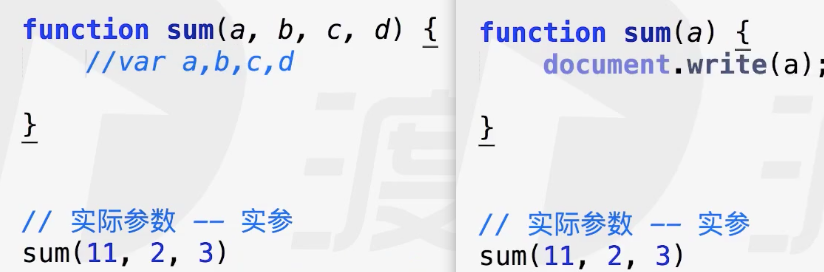 function sum(a, b, c, d) {
//var a,b,c,d
}
// 实际参数 —— 实参
sum(11, 2, 3)
function sum(a) {
document.write(a);
}
// 实际参数 —— 实参
sum(11, 2, 3)
渡